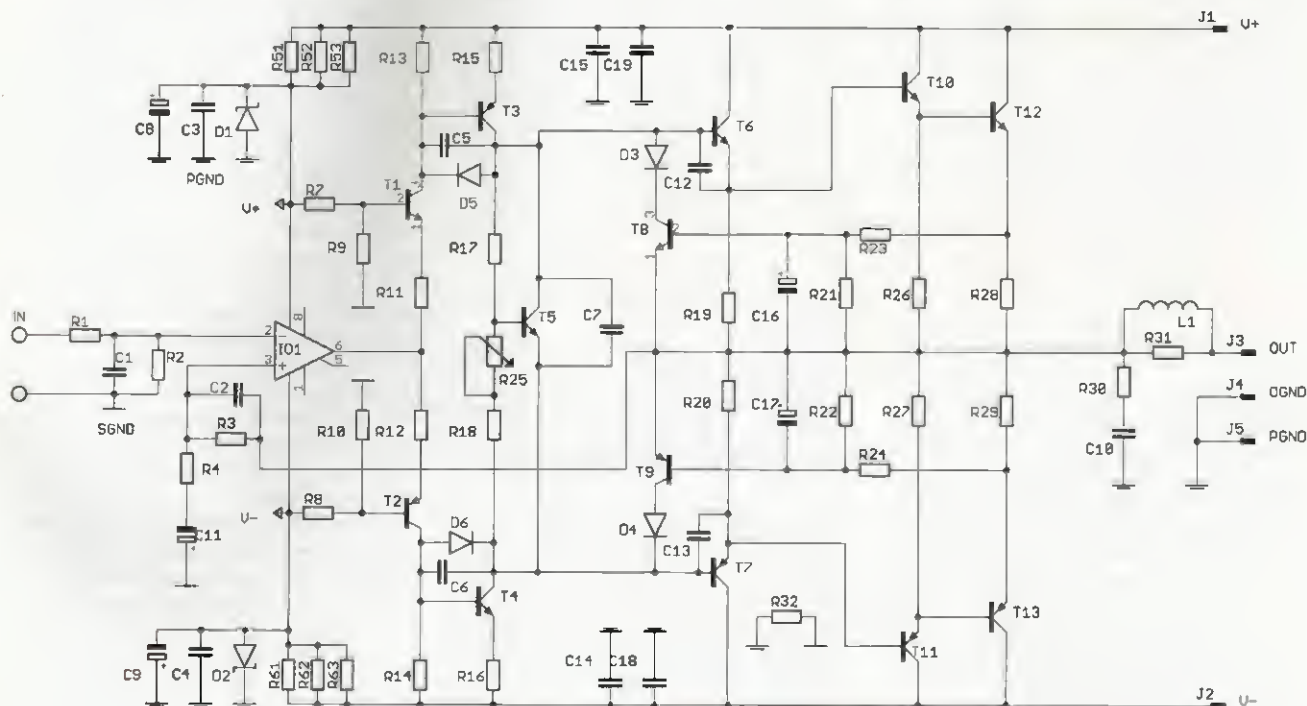 J1 V+
R51 R52 R53 R13 R15 C15 C19
T10
T3
T12
C8 C3 D1
T6
C5
D3
C12
PGND
T1
D5
V+ R7
2
3
1
T8
2
R23
R9 R17
R11
T5 C7
R19
C16 R21 R26 R28
IN R1
2 8
IO1
6
5
3
1
C1 R2
L1
R31
J3 OUT
R25
R30
J4 OGND
C2
R20
C17 R22 R27 R29
SGND
R3
R10 R12 R18
J5 PGND
C10
R4
T9
R24
V- R8 T2
C11
D6
D4
C13
C6
T4
T7
R32
T13
C9 C4 D2
R61 R62 R63 R14 R16 C14 C18
T11
J2 V-